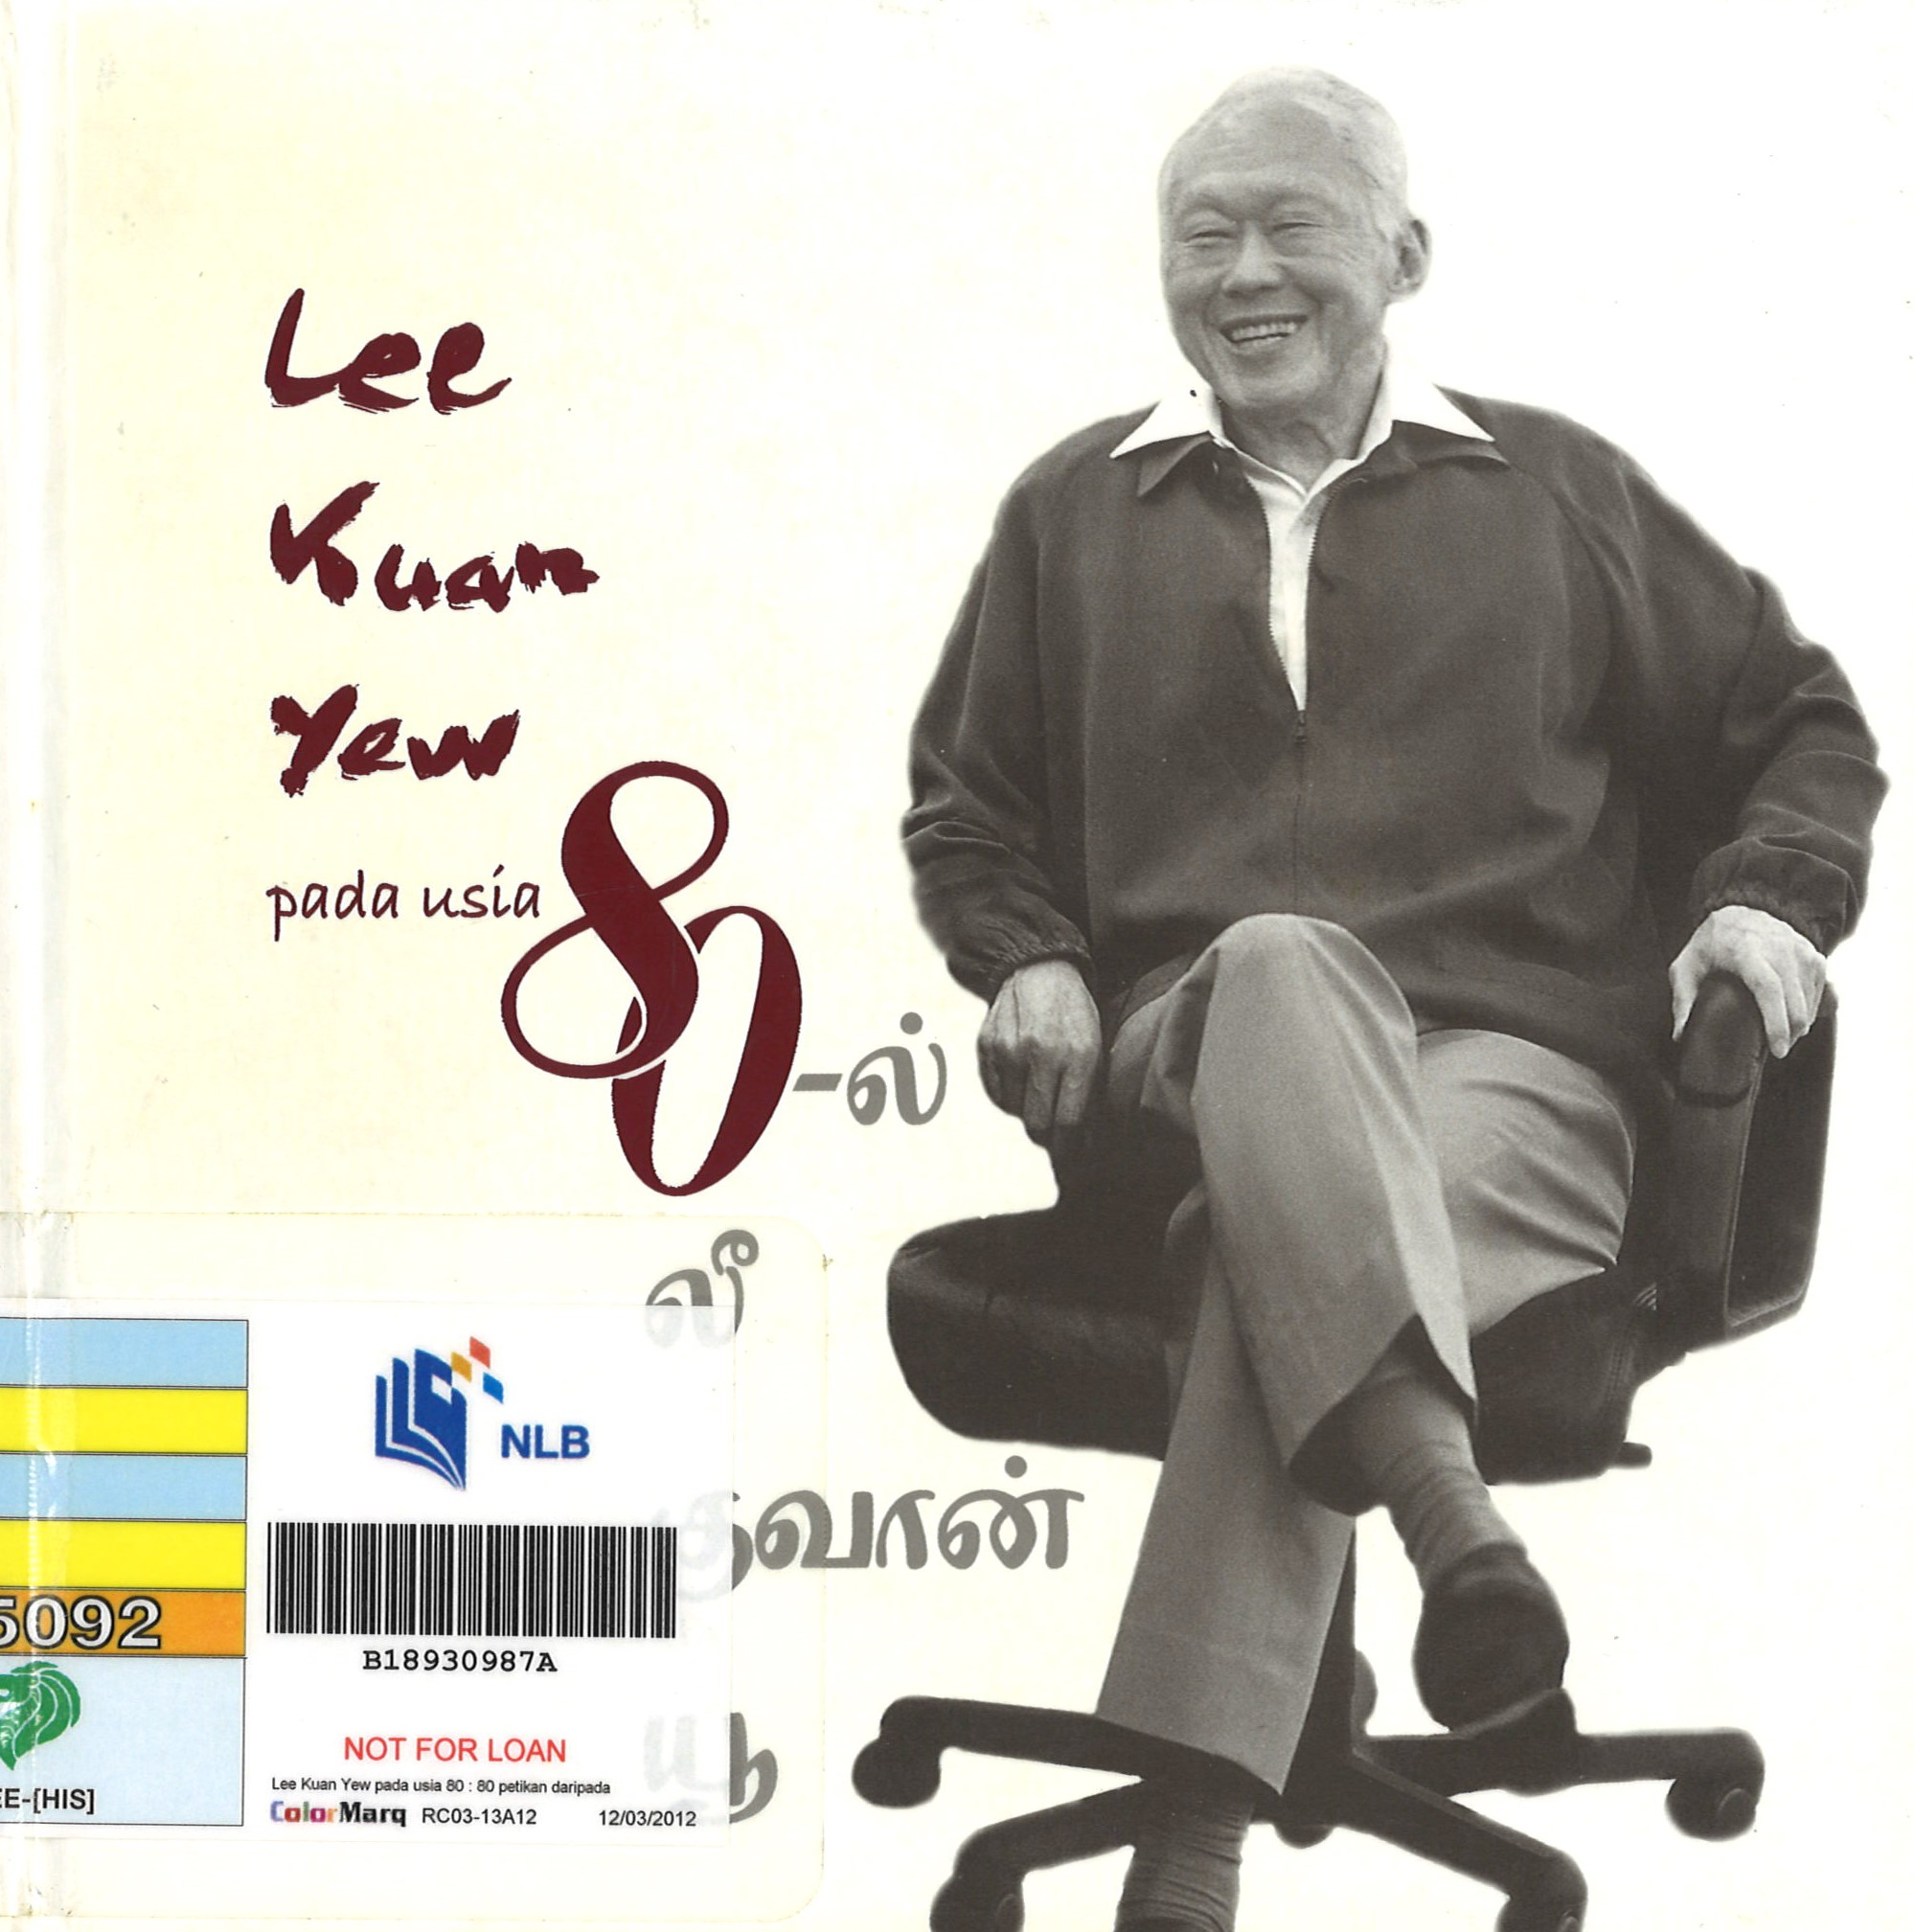 Lee
Kuan
Yew
pada usia 80-ல்
லீ
குவான்
யூ
NLB
5092
B18930987A
NOT FOR LOAN
Lee Kuan Yew pada usia 80 : 80 petikan daripada
ColorMarq RC03-13A12 12/03/2012
EE-[HIS]